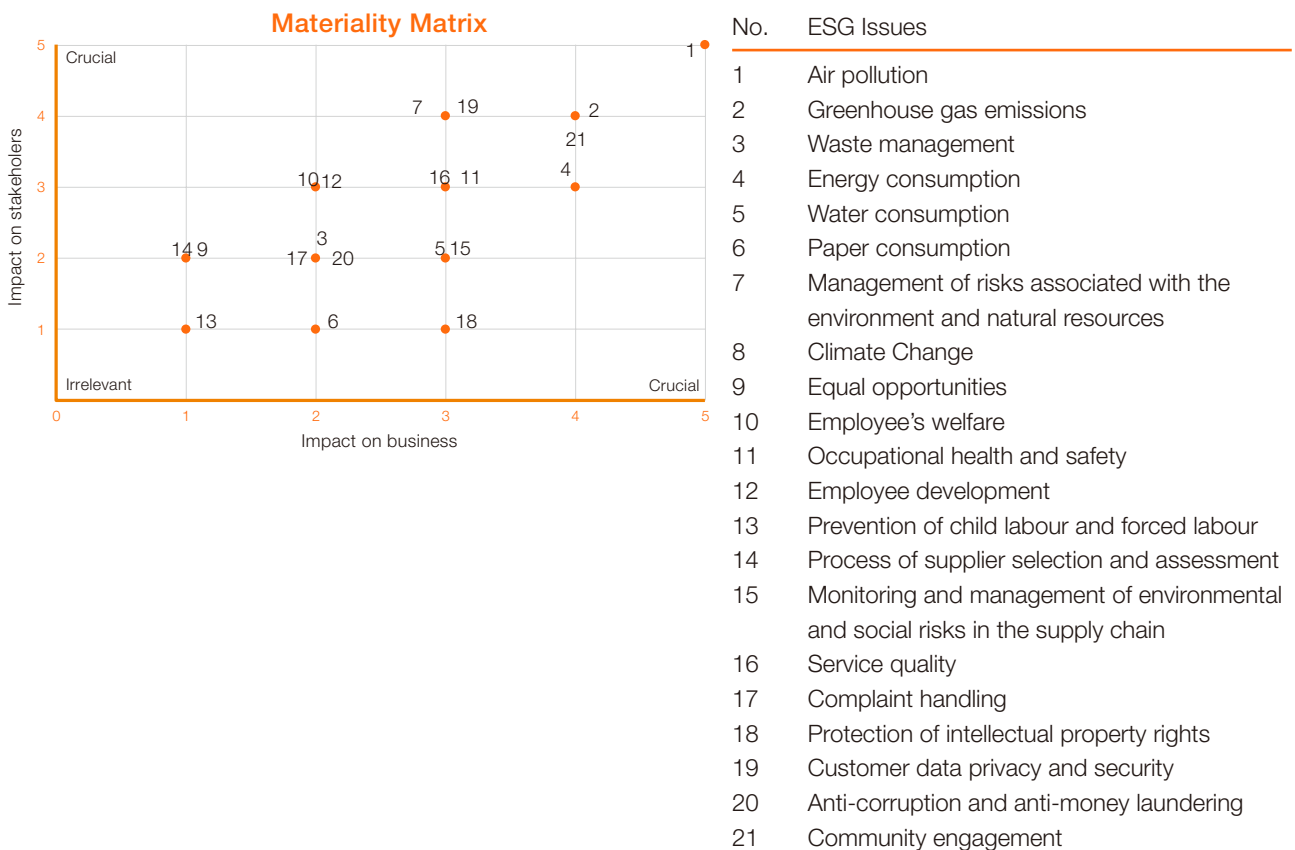 Materiality Matrix
5
Crucial
1
7 19
2
4
21
4
10 12
16 11
3
3
14 9
17 20
5 15
2
13
6
18
1
Irrelevant
Crucial
0 1 2 3 4 5
Impact on business
Impact on stakeholers
No. ESG Issues
1 Air pollution
2 Greenhouse gas emissions
3 Waste management
4 Energy consumption
5 Water consumption
6 Paper consumption
7 Management of risks associated with the
environment and natural resources
8 Climate Change
9 Equal opportunities
10 Employee’s welfare
11 Occupational health and safety
12 Employee development
13 Prevention of child labour and forced labour
14 Process of supplier selection and assessment
15 Monitoring and management of environmental
and social risks in the supply chain
16 Service quality
17 Complaint handling
18 Protection of intellectual property rights
19 Customer data privacy and security
20 Anti-corruption and anti-money laundering
21 Community engagement